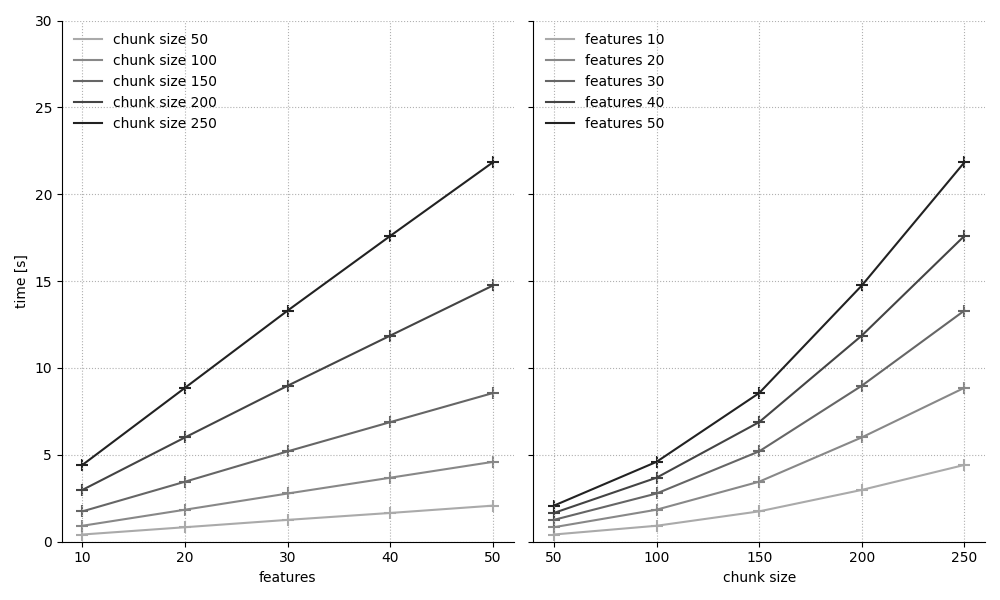 chunk size 50
chunk size 100
chunk size 150
chunk size 200
chunk size 250
30
25
20
15
10
5
0
time [s]
10 20 30 40 50
features
features 10
features 20
features 30
features 40
features 50
50 100 150 200 250
chunk size